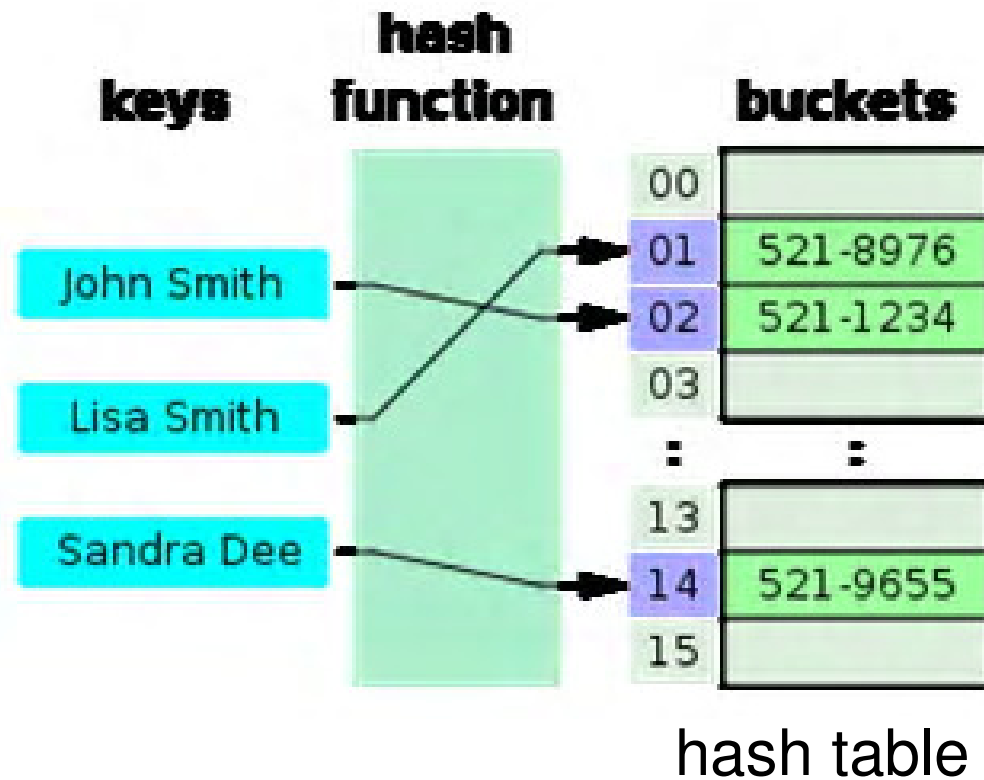 hash
keys function buckets
00
01 521-8976
John Smith
02 521-1234
03
Lisa Smith
: :
13
Sandra Dee
14 521-9655
15
hash table